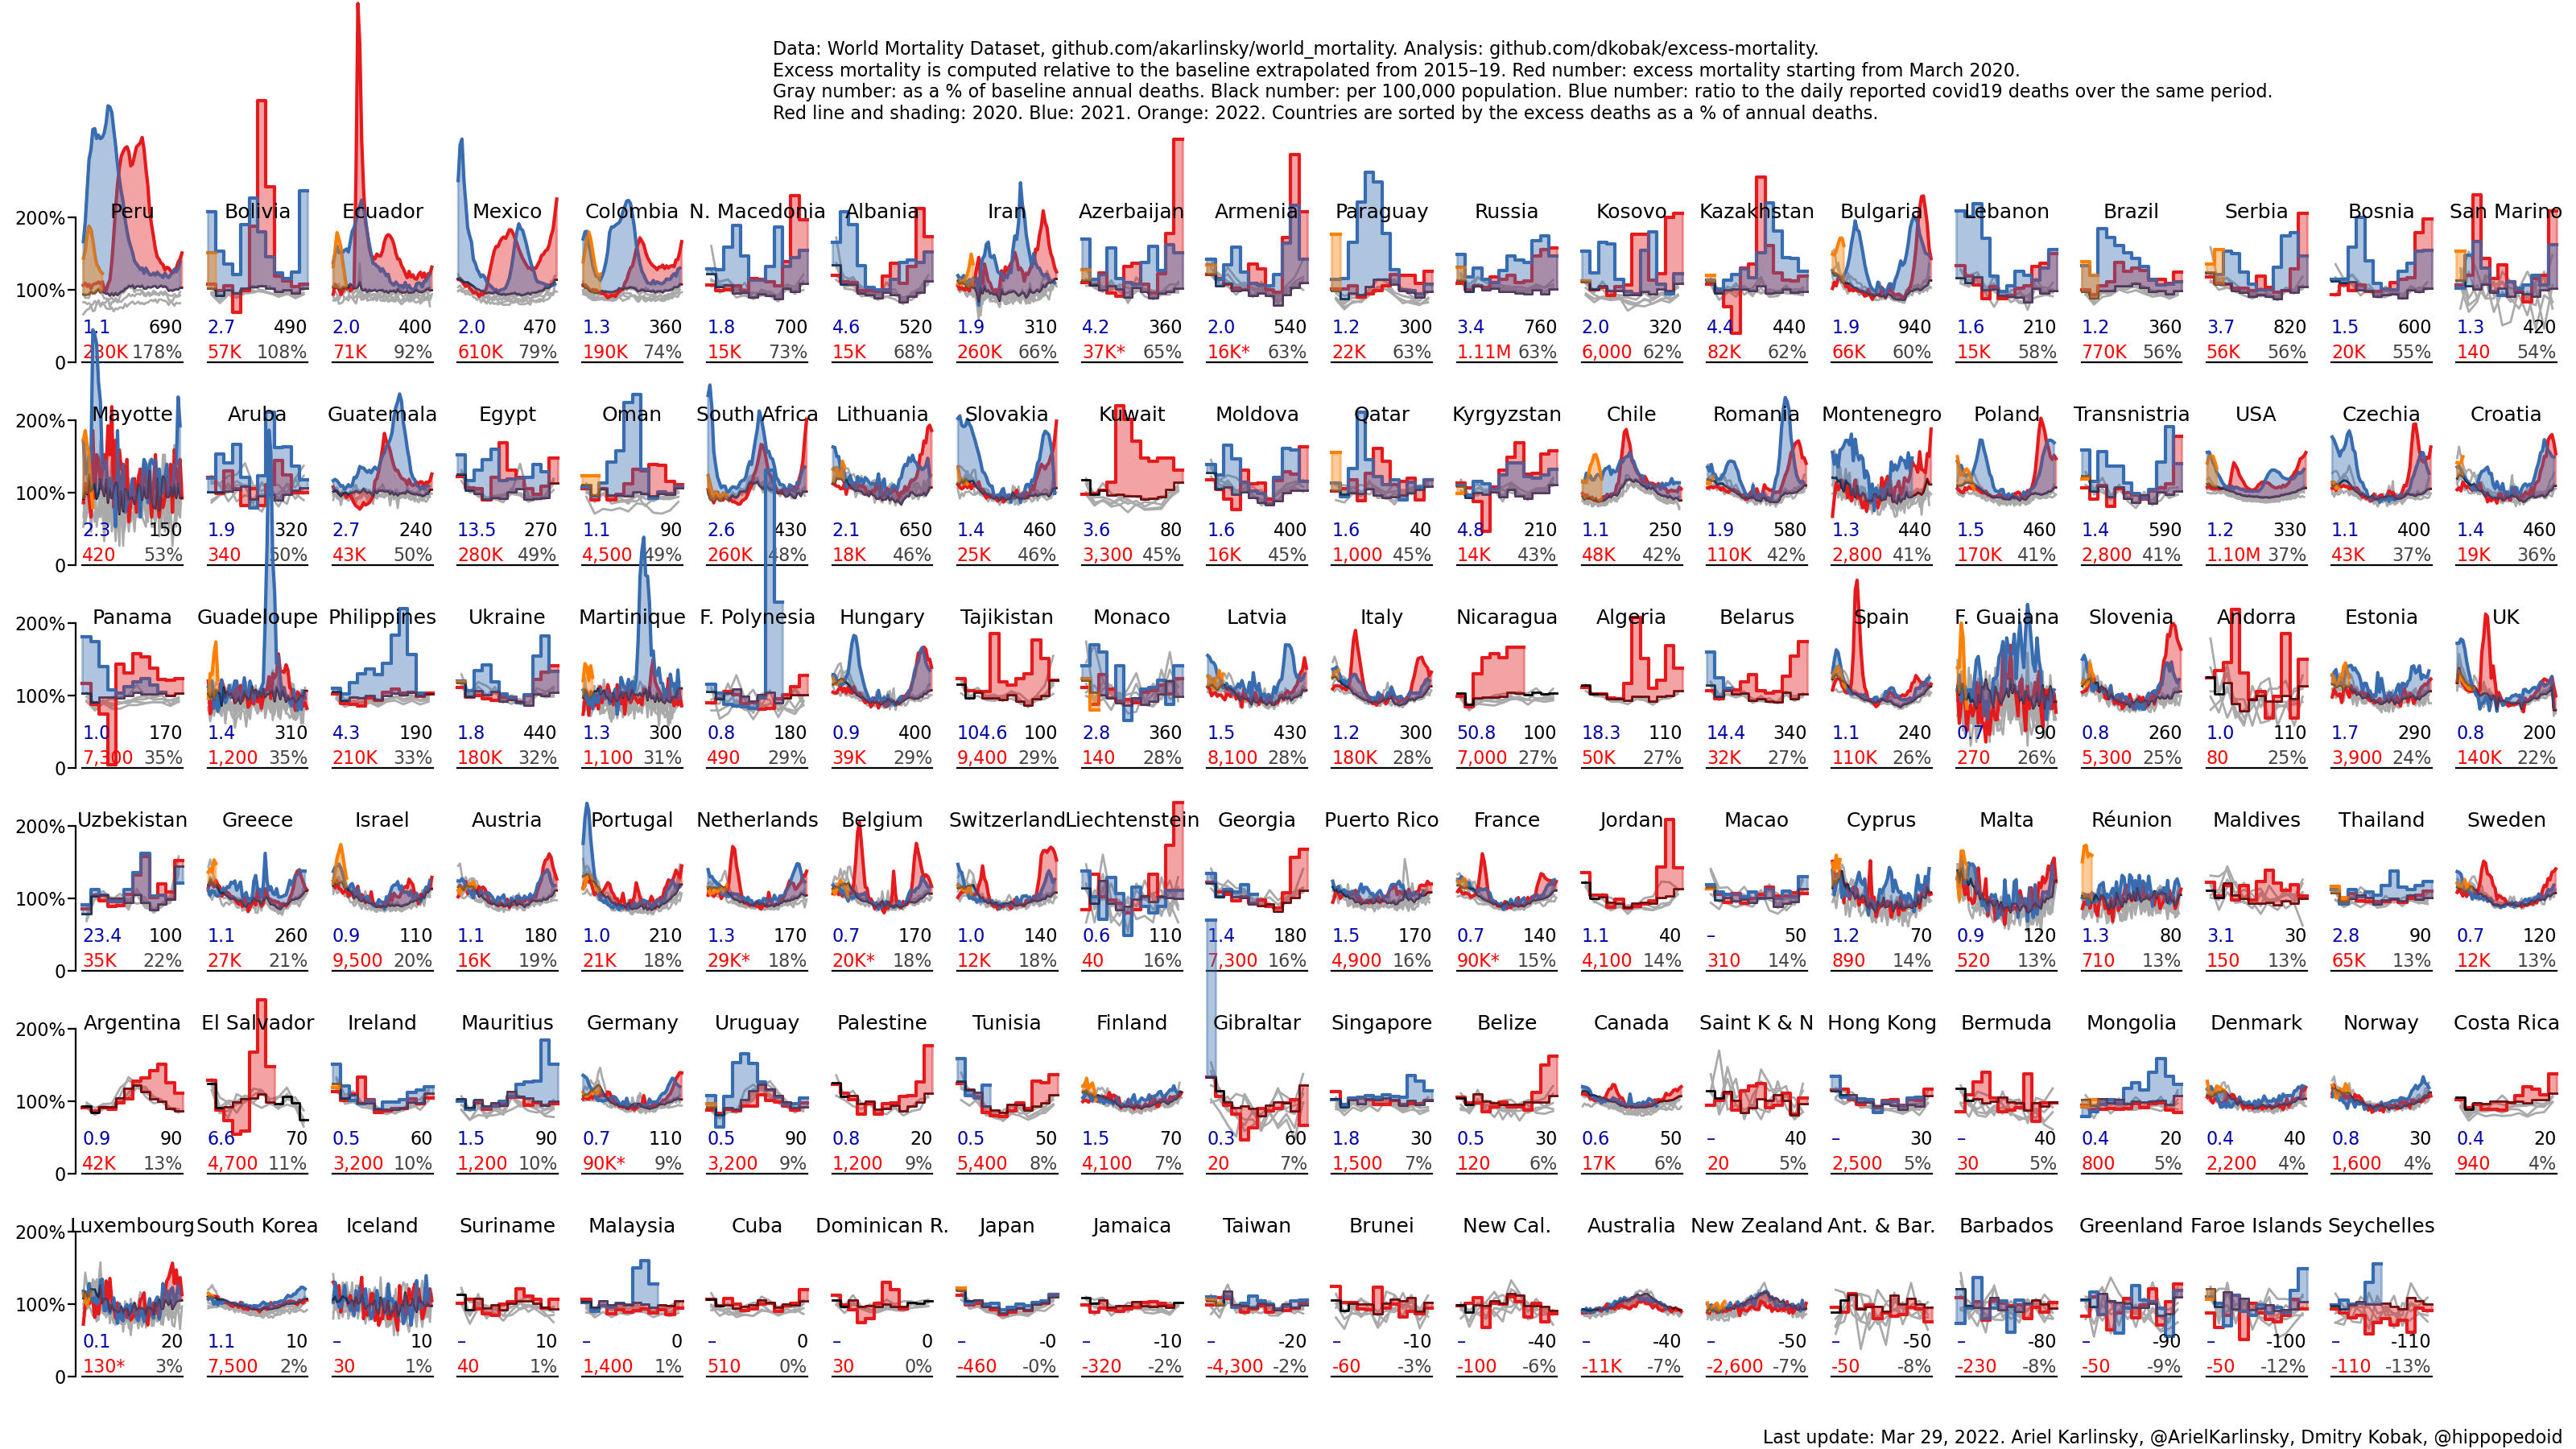 Data: World Mortality Dataset, github.com/akarlinsky/world_mortality. Analysis: github.com/dkobak/excess-mortality.
Excess mortality is computed relative to the baseline extrapolated from 2015–19. Red number: excess mortality starting from March 2020.
Gray number: as a % of baseline annual deaths. Black number: per 100,000 population. Blue number: ratio to the daily reported covid19 deaths over the same period.
Red line and shading: 2020. Blue: 2021. Orange: 2022. Countries are sorted by the excess deaths as a % of annual deaths.
200% Peru Bolivia Ecuador Mexico Colombia N. Macedonia Albania Iran Azerbaijan Armenia Paraguay Russia Kosovo Kazakhstan Bulgaria Lebanon Brazil Serbia Bosnia San Marino
100%
1.1 690 2.7 490 2.0 400 2.0 470 1.3 360 1.8 700 4.6 520 1.9 310 4.2 360 2.0 540 1.2 300 3.4 760 2.0 320 4.4 440 1.9 940 1.6 210 1.2 360 3.7 820 1.5 600 1.3 420
0 230K 178% 57K 108% 71K 92% 610K 79% 190K 74% 15K 73% 15K 68% 260K 66% 37K* 65% 16K* 63% 22K 63% 1.11M 63% 6,000 62% 82K 62% 66K 60% 15K 58% 770K 56% 56K 56% 20K 55% 140 54%
200% Mayotte Aruba Guatemala Egypt Oman South Africa Lithuania Slovakia Kuwait Moldova Qatar Kyrgyzstan Chile Romania Montenegro Poland Transnistria USA Czechia Croatia
100%
2.3 150 1.9 320 2.7 240 13.5 270 1.1 90 2.6 430 2.1 650 1.4 460 3.6 80 1.6 400 1.6 40 4.8 210 1.1 250 1.9 580 1.3 440 1.5 460 1.4 590 1.2 330 1.1 400 1.4 460
0 420 53% 340 50% 43K 50% 280K 49% 4,500 49% 260K 48% 18K 46% 25K 46% 3,300 45% 16K 45% 1,000 45% 14K 43% 48K 42% 110K 42% 2,800 41% 170K 41% 2,800 41% 1.10M 37% 43K 37% 19K 36%
200% Panama Guadeloupe Philippines Ukraine Martinique F. Polynesia Hungary Tajikistan Monaco Latvia Italy Nicaragua Algeria Belarus Spain F. Guaiana Slovenia Andorra Estonia UK
100%
1.0 170 1.4 310 4.3 190 1.8 440 1.3 300 0.8 180 0.9 400 104.6 100 2.8 360 1.5 430 1.2 300 50.8 100 18.3 110 14.4 340 1.1 240 0.7 90 0.8 260 1.0 110 1.7 290 0.8 200
0 7,300 35% 1,200 35% 210K 33% 180K 32% 1,100 31% 490 29% 39K 29% 9,400 29% 140 28% 8,100 28% 180K 28% 7,000 27% 50K 27% 32K 27% 110K 26% 270 26% 5,300 25% 80 25% 3,900 24% 140K 22%
200% Uzbekistan Greece Israel Austria Portugal Netherlands Belgium Switzerland Liechtenstein Georgia Puerto Rico France Jordan Macao Cyprus Malta Réunion Maldives Thailand Sweden
100%
23.4 100 1.1 260 0.9 110 1.1 180 1.0 210 1.3 170 0.7 170 1.0 140 0.6 110 1.4 180 1.5 170 0.7 140 1.1 40 – 50 1.2 70 0.9 120 1.3 80 3.1 30 2.8 90 0.7 120
0 35K 22% 27K 21% 9,500 20% 16K 19% 21K 18% 29K* 18% 20K* 18% 12K 18% 40 16% 7,300 16% 4,900 16% 90K* 15% 4,100 14% 310 14% 890 14% 520 13% 710 13% 150 13% 65K 13% 12K 13%
200% Argentina El Salvador Ireland Mauritius Germany Uruguay Palestine Tunisia Finland Gibraltar Singapore Belize Canada Saint K & N Hong Kong Bermuda Mongolia Denmark Norway Costa Rica
100%
0.9 90 6.6 70 0.5 60 1.5 90 0.7 110 0.5 90 0.8 20 0.5 50 1.5 70 0.3 60 1.8 30 0.5 30 0.6 50 – 40 – 30 – 40 0.4 20 0.4 40 0.8 30 0.4 20
0 42K 13% 4,700 11% 3,200 10% 1,200 10% 90K* 9% 3,200 9% 1,200 9% 5,400 8% 4,100 7% 20 7% 1,500 7% 120 6% 17K 6% 20 5% 2,500 5% 30 5% 800 5% 2,200 4% 1,600 4% 940 4%
200% Luxembourg South Korea Iceland Suriname Malaysia Cuba Dominican R. Japan Jamaica Taiwan Brunei New Cal. Australia New Zealand Ant. & Bar. Barbados Greenland Faroe Islands Seychelles
100%
0.1 20 1.1 10 – 10 – 10 – 0 – 0 – 0 – -0 – -10 – -20 – -10 – -40 – -40 – -50 – -50 – -80 – -90 – -100 – -110
0 130* 3% 7,500 2% 30 1% 40 1% 1,400 1% 510 0% 30 0% -460 -0% -320 -2% -4,300 -2% -60 -3% -100 -6% -11K -7% -2,600 -7% -50 -8% -230 -8% -50 -9% -50 -12% -110 -13%
Last update: Mar 29, 2022. Ariel Karlinsky, @ArielKarlinsky, Dmitry Kobak, @hippopedoid